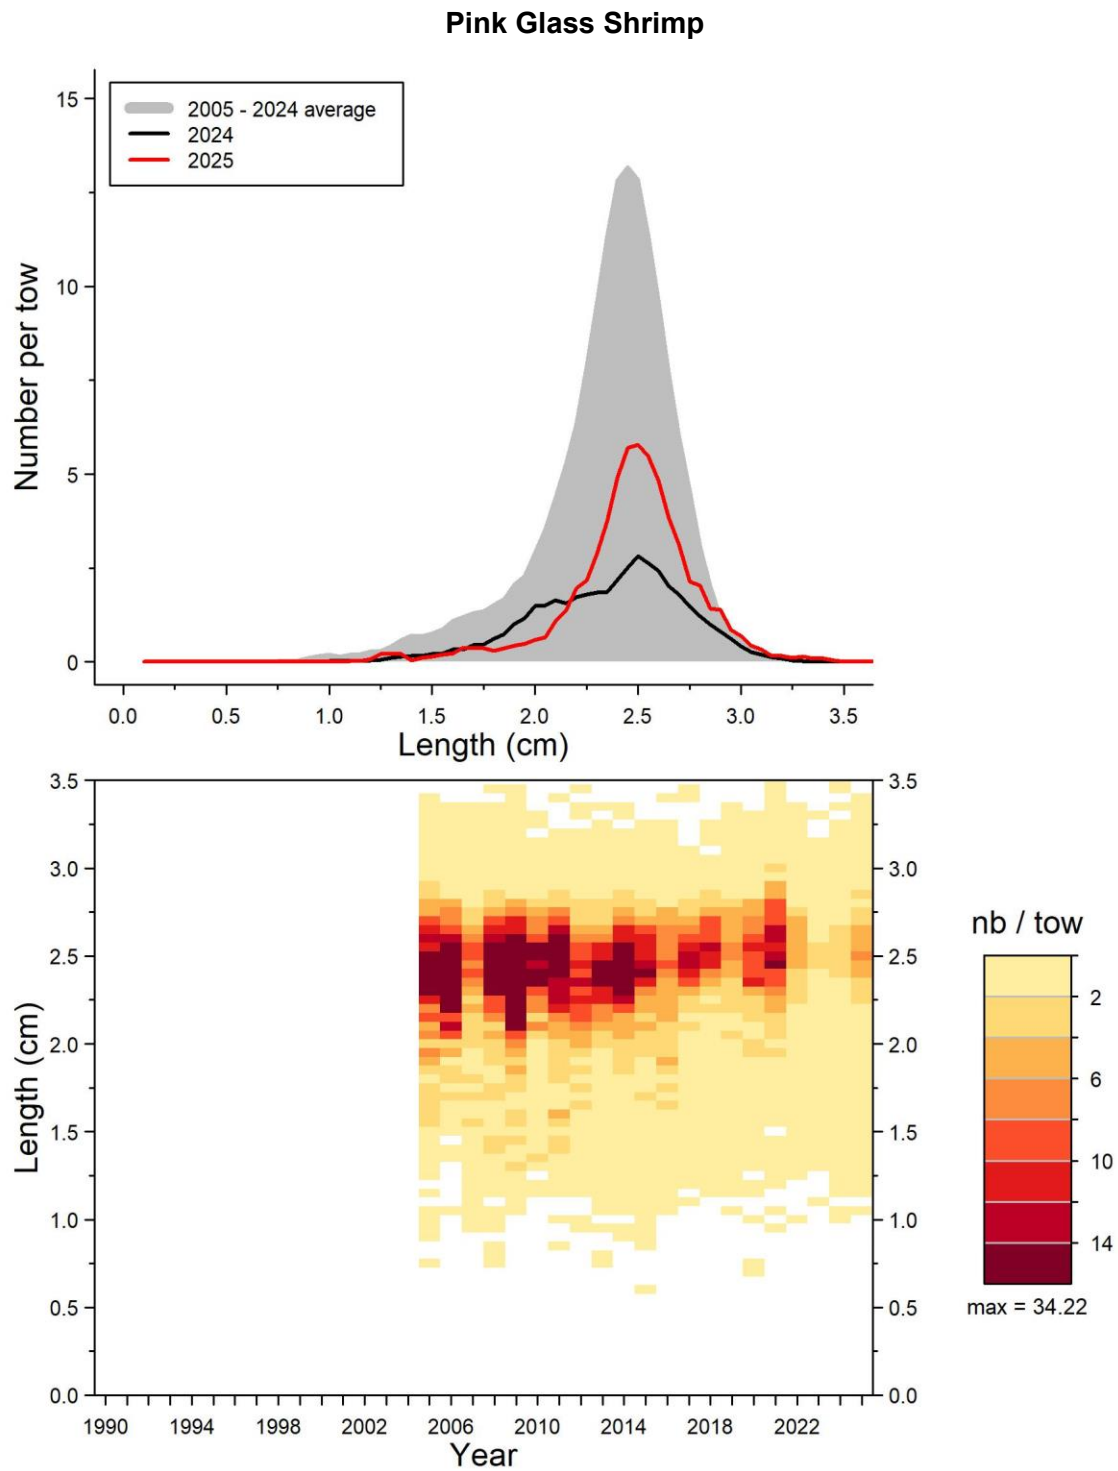 Pink Glass Shrimp
2005 - 2024 average
2024
2025
15
10
5
0
Number per tow
0.0 0.5 1.0 1.5 2.0 2.5 3.0 3.5
Length (cm)
3.5 3.5
3.0 3.0
2.5 2.5
2.0 2.0
1.5 1.5
1.0 1.0
0.5 0.5
0.0 0.0
Length (cm)
1990 1994 1998 2002 2006 2010 2014 2018 2022
Year
nb / tow
2
6
10
14
max = 34.22